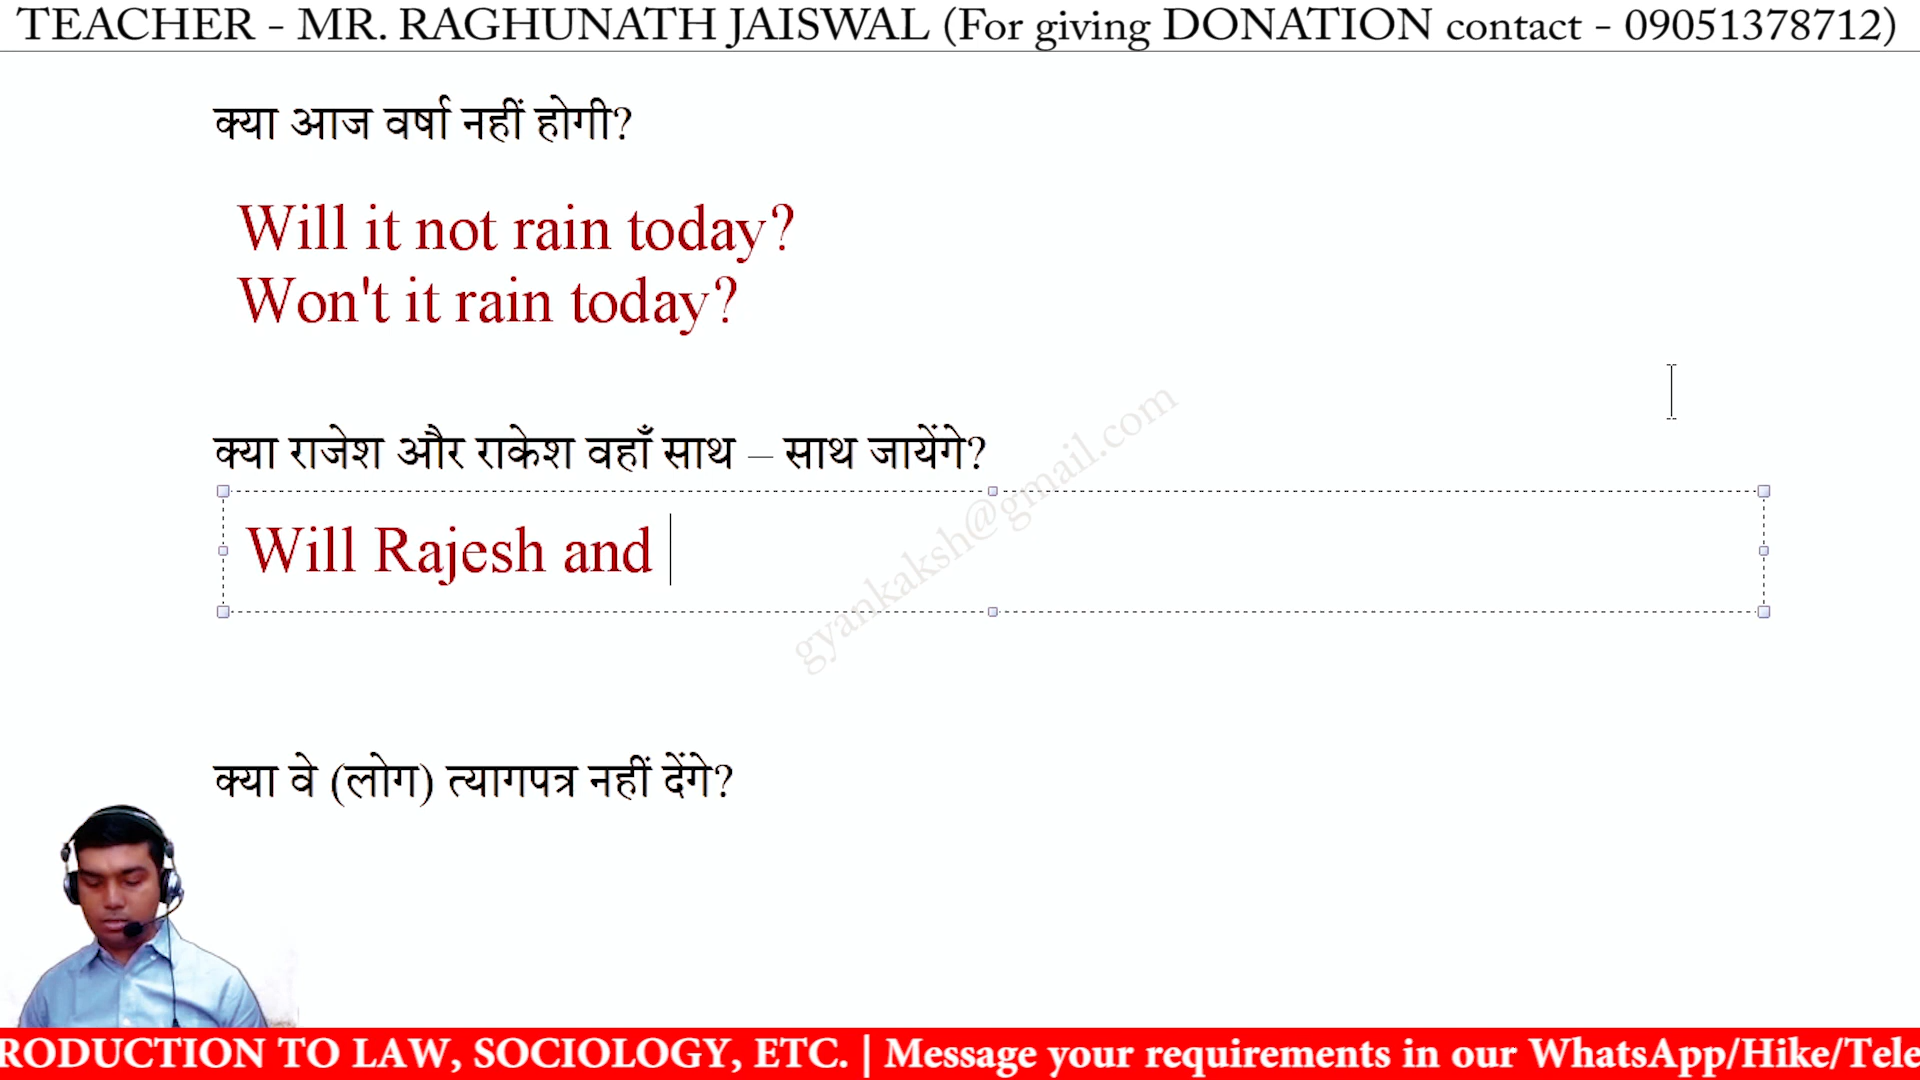 TEACHER - MR. RAGHUNATH JAISWAL (For giving DONATION contact - 09051378712)
क्या आज वर्षा नहीं होगी?
Will it not rain today?
Won't it rain today?
क्या राजेश और राकेश वहाँ साथ – साथ जायेंगे?
Will Rajesh and
gyankaksh@gmail.com
क्या वे (लोग) त्यागपत्र नहीं देंगे?
RODUCTION TO LAW, SOCIOLOGY, ETC. | Message your requirements in our WhatsApp/Hike/Tele